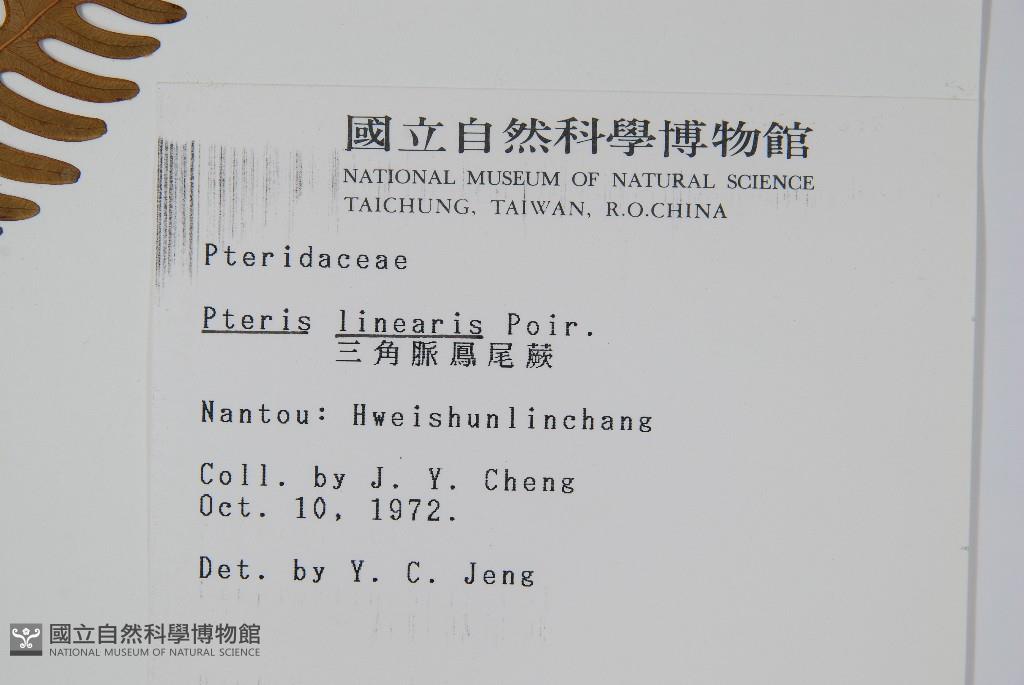 國立自然科學博物館
NATIONAL MUSEUM OF NATURAL SCIENCE
TAICHUNG, TAIWAN, R.O.CHINA
Pteridaceae
Pteris linearis Poir.
三角脈鳳尾蕨
Nantou: Hweishunlinchang
Coll. by J. Y. Cheng
Oct. 10, 1972.
Det. by Y. C. Jeng
國立自然科學博物館
NATIONAL MUSEUM OF NATURAL SCIENCE